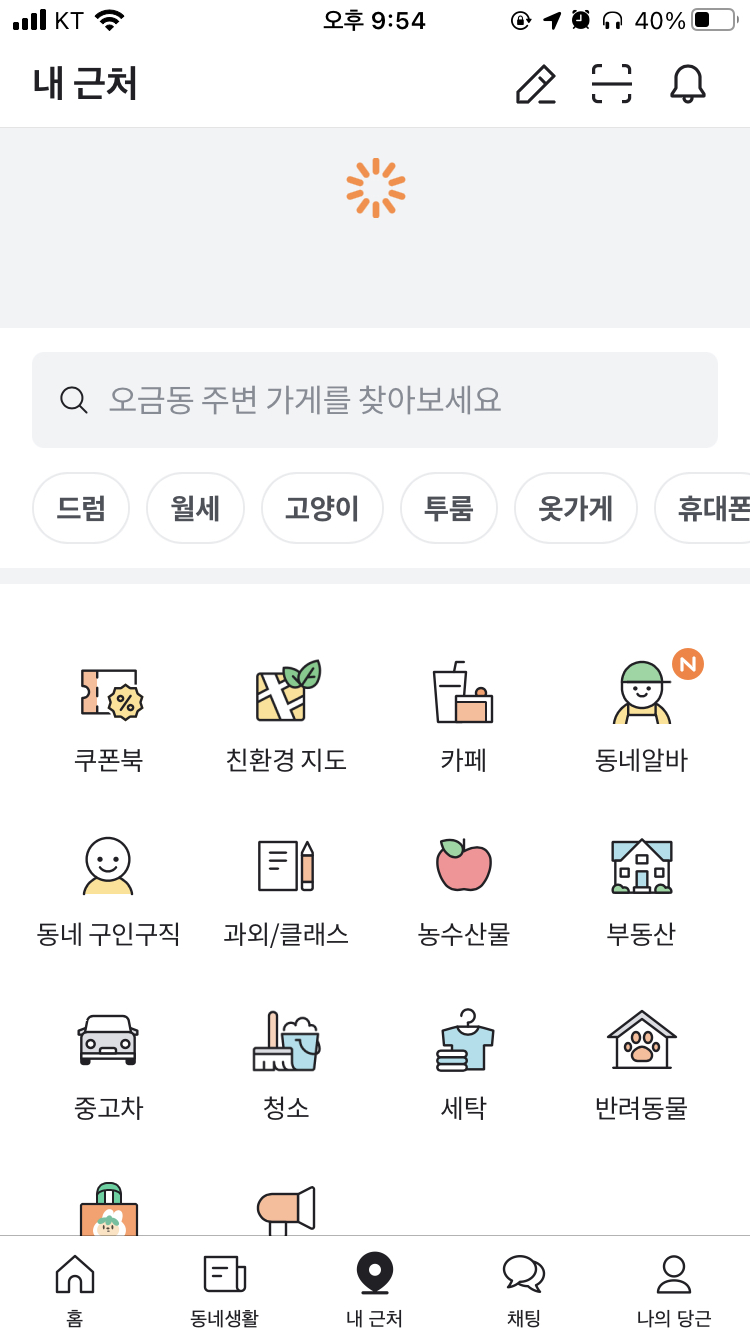 KT 오후 9:54 40%
내 근처
오금동 주변 가게를 찾아보세요
드럼 월세 고양이 투룸 옷가게 휴대폰
N
쿠폰북 친환경 지도 카페 동네알바
동네 구인구직 과외/클래스 농수산물 부동산
중고차 청소 세탁 반려동물
홈 동네생활 내 근처 채팅 나의 당근